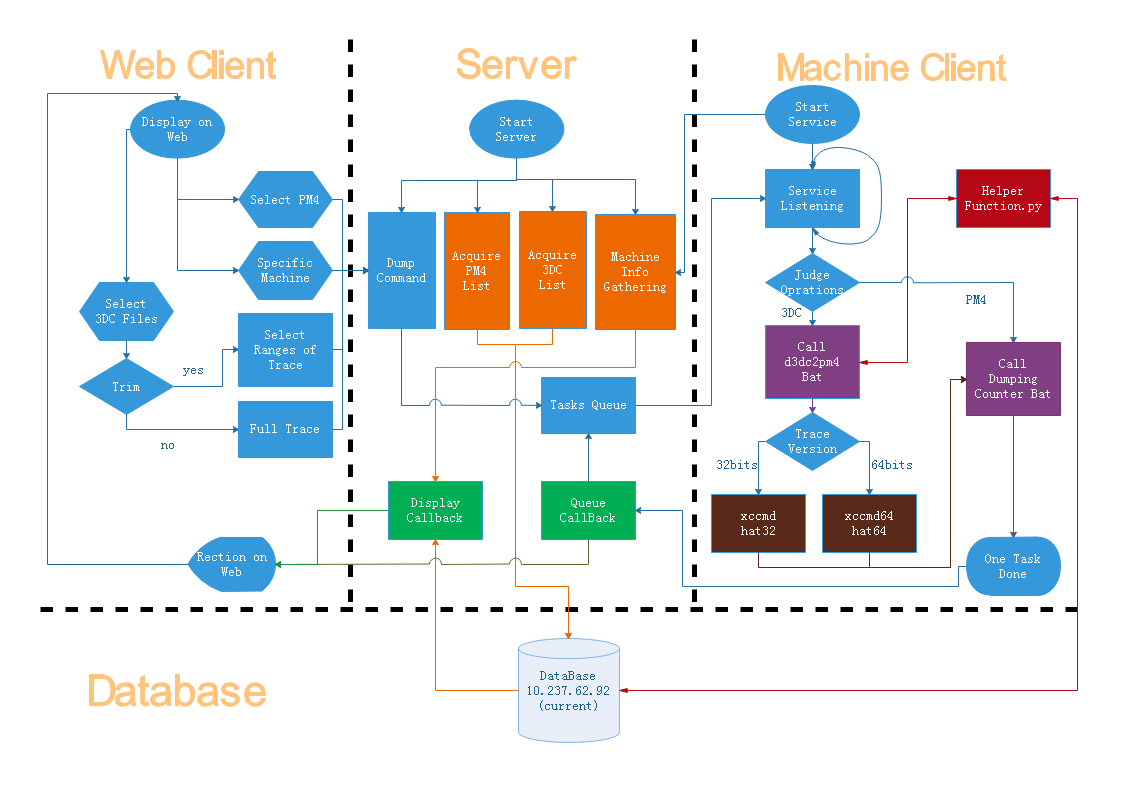 Web Client
Server
Machine Client
Display on
Web
Select PM4
Specific
Machine
Select
3DC Files
Select
Ranges of
Trace
Trim
yes
no
Full Trace
Rection on
Web
Start
Server
Dump
Command
Acquire
PM4
List
Acquire
3DC
List
Machine
Info
Gathering
Tasks Queue
Display
Callback
Queue
CallBack
Start
Service
Service
Listening
Helper
Function.py
Judge
Oprations
3DC
PM4
Call
d3dc2pm4
Bat
Call
Dumping
Counter Bat
Trace
Version
32bits
64bits
xccmd
hat32
xccmd64
hat64
One Task
Done
Database
DataBase
10.237.62.92
(current)